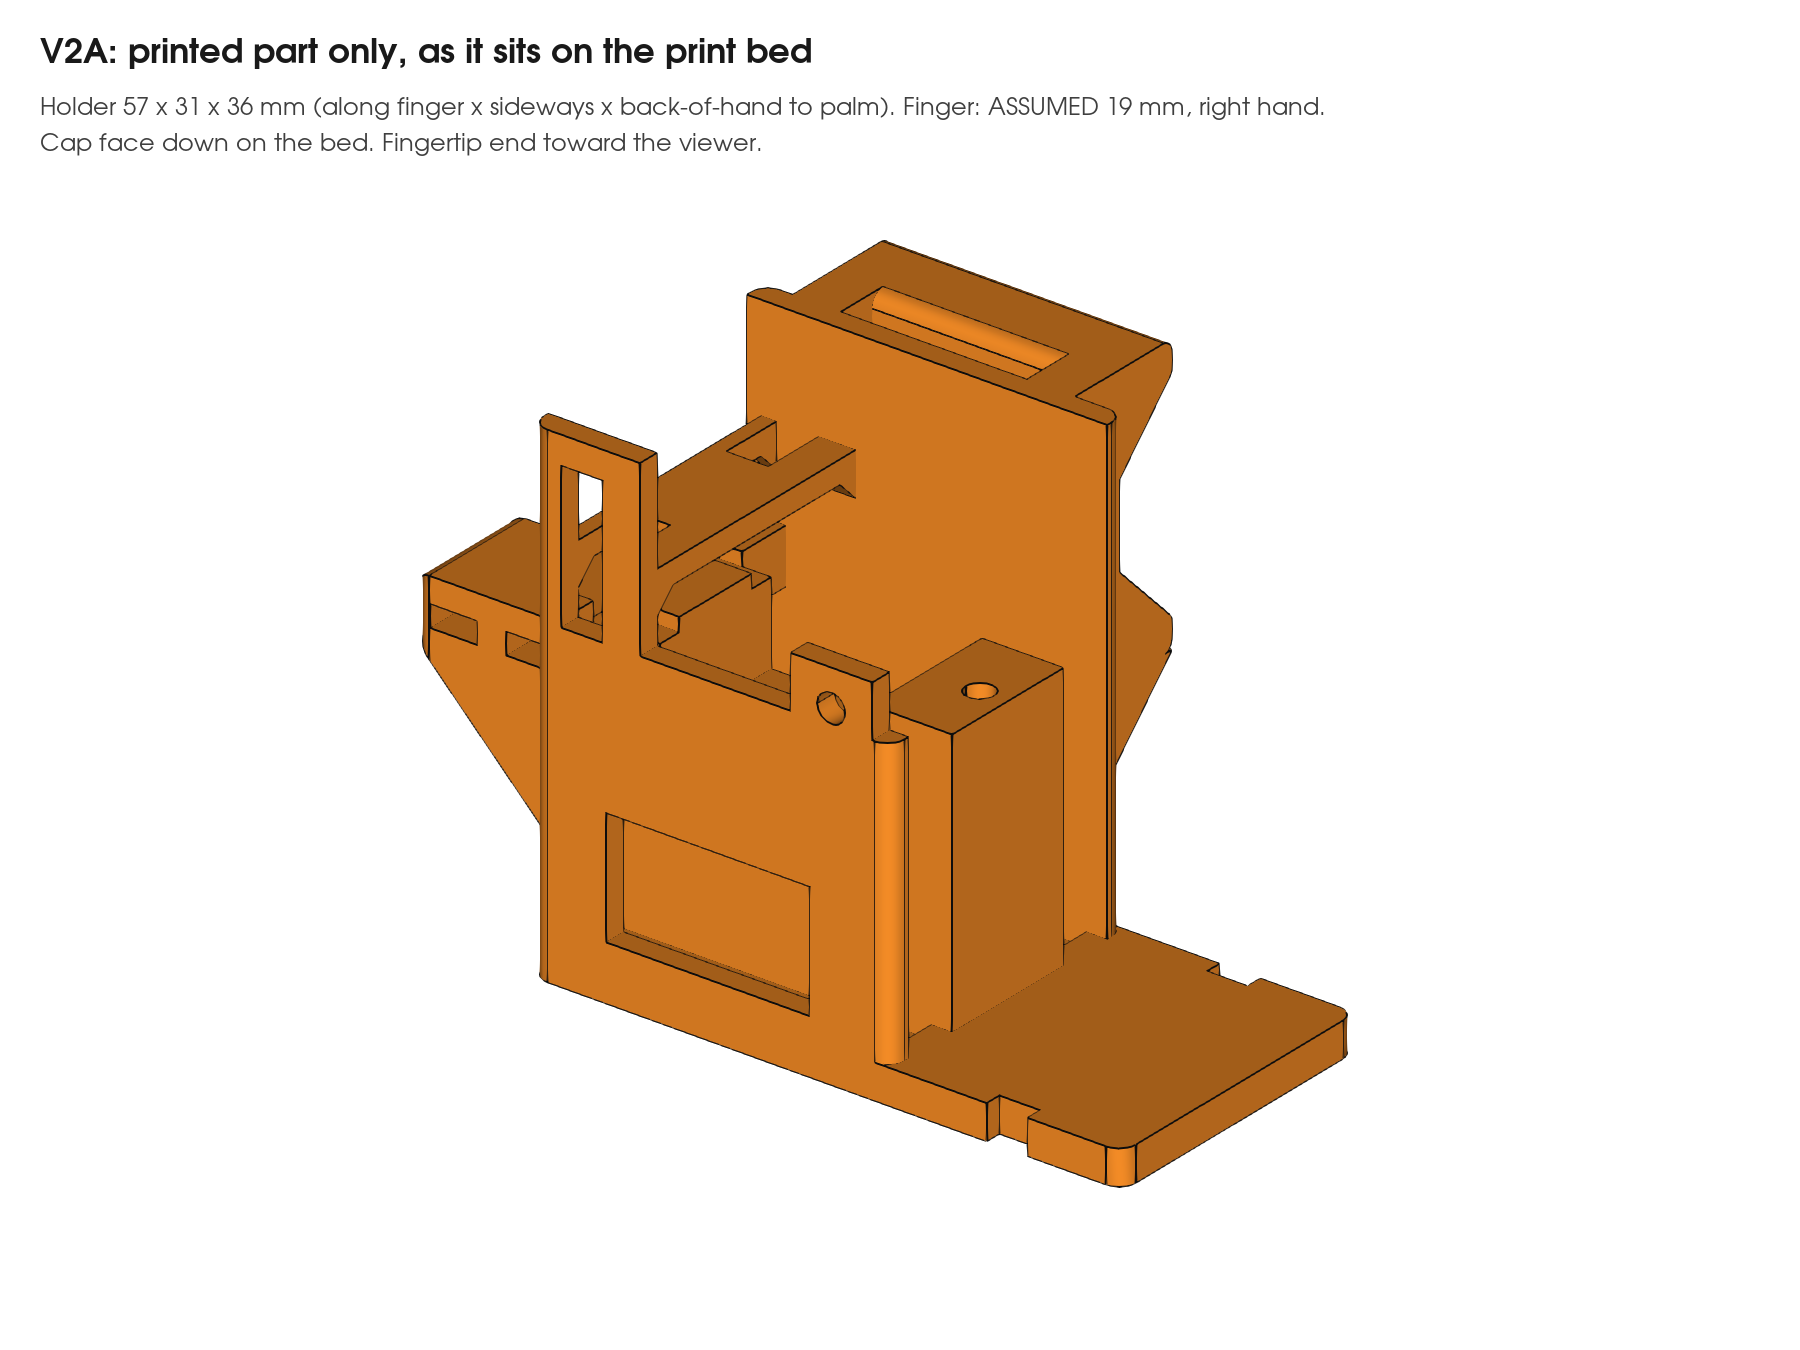 V2A: printed part only, as it sits on the print bed
Holder 57 x 31 x 36 mm (along finger x sideways x back-of-hand to palm). Finger: ASSUMED 19 mm, right hand.
Cap face down on the bed. Fingertip end toward the viewer.